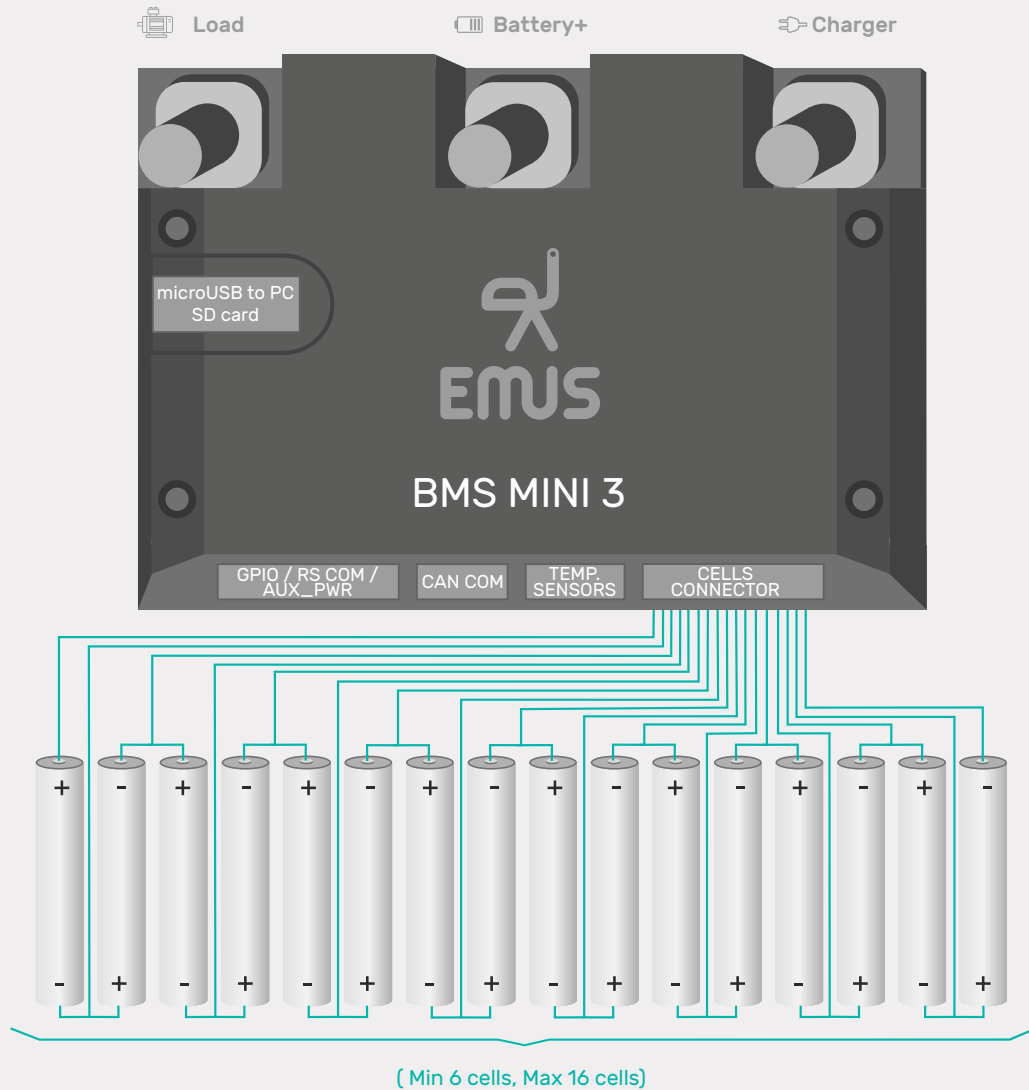 Load
Battery+
Charger
microUSB to PC
SD card
EMUS
BMS MINI 3
GPIO / RS COM /
AUX_PWR
CAN COM
TEMP.
SENSORS
CELLS
CONNECTOR
+ - + - + - + - + - + - + - + -
- + - + - + - + - + - + - + - +
( Min 6 cells, Max 16 cells)